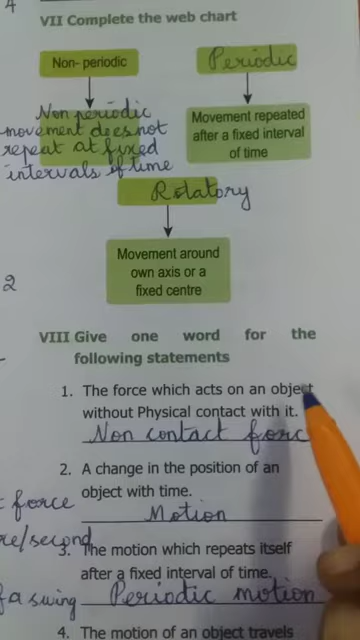 4
VII Complete the web chart
Non- periodic
Periodic
Non periodic
movement does not
repeat at fixed
intervals of time
Movement repeated
after a fixed interval
of time
Rotatory
Movement around
own axis or a
fixed centre
2
VIII Give one word for the
following statements
1. The force which acts on an object
without Physical contact with it.
Non contact forc
2. A change in the position of an
object with time.
force
Motion
re/second
3. The motion which repeats itself
after a fixed interval of time.
f a swing
Periodic motion
4. The motion of an object travels